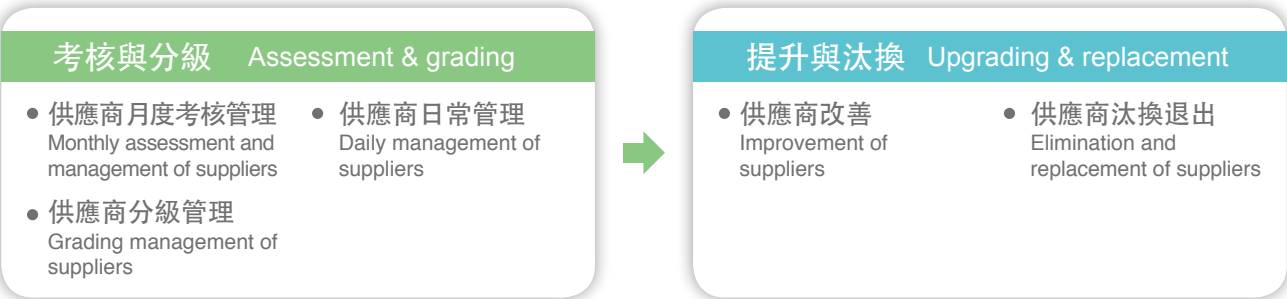 考核與分級 Assessment & grading
供應商月度考核管理
Monthly assessment and
management of suppliers
供應商日常管理
Daily management of
suppliers
供應商分級管理
Grading management of
suppliers
提升與汰換 Upgrading & replacement
供應商改善
Improvement of
suppliers
供應商汰換退出
Elimination and
replacement of suppliers